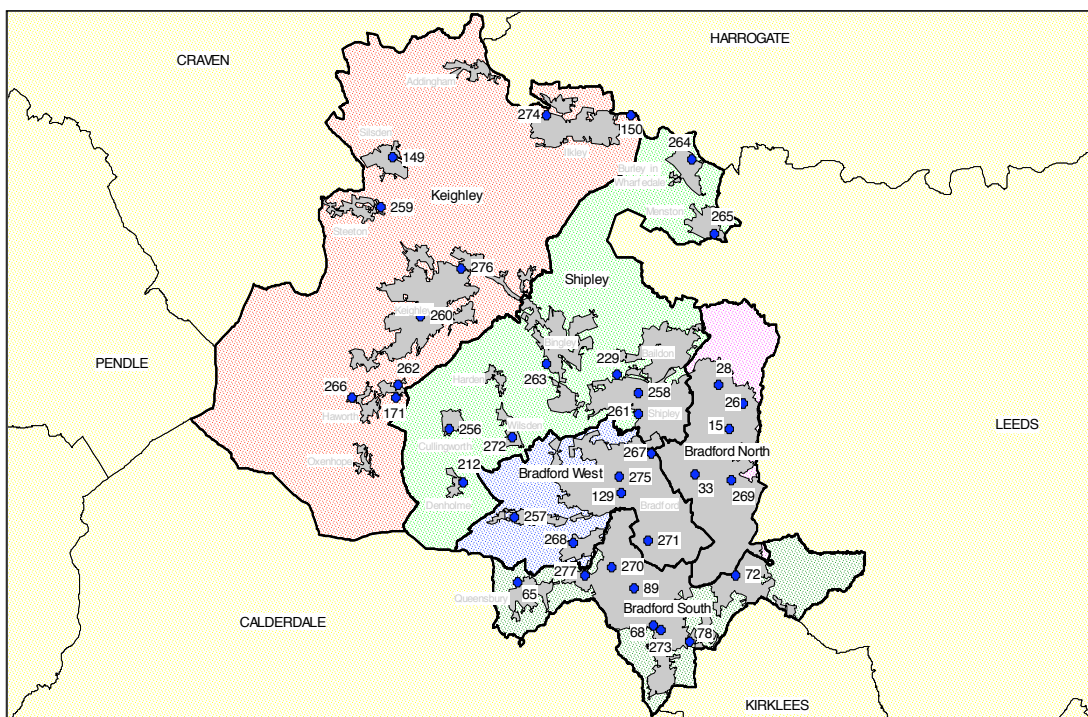 HARROGATE
CRAVEN
Addingham
274
150
Ilkley
264
Silsden
149
Burley in
Wharfedale
Keighley
259
Menston
265
Steeton
276
Shipley
Keighley
260
Bingley
Baildon
PENDLE
229
28
262
263
266
Harden
258
26
171
261
Shipley
Haworth
15
LEEDS
256
Wilsden
272
Cullingworth
267
Bradford North
Oxenhope
212
Bradford West
275
33
129
269
Denholme
Bradford
257
268
271
277
270
72
65
89
Queensbury
Bradford South
CALDERDALE
68
78
273
KIRKLEES